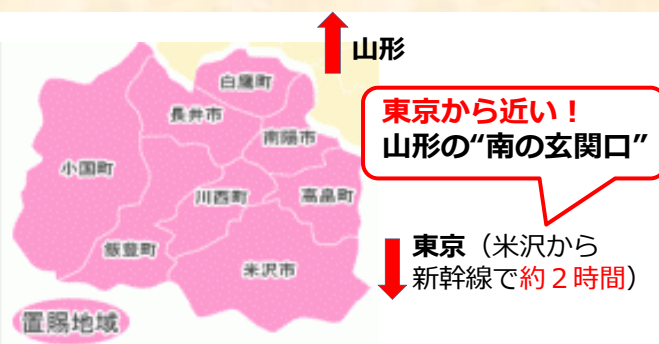 山形
白鷹町
長井市
南陽市
小国町
川西町
高畠町
飯豊町
米沢市
置賜地域
東京から近い！
山形の“南の玄関口”
東京（米沢から
新幹線で約２時間）